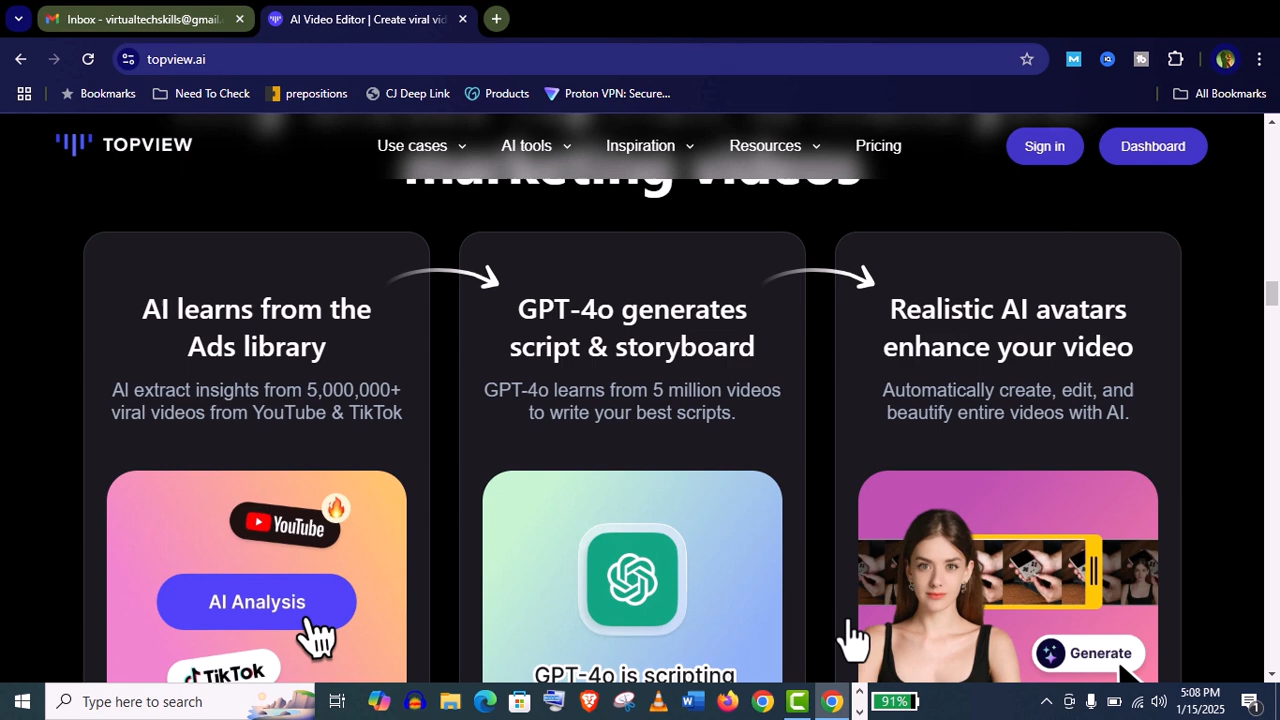 Inbox - virtualtechskills@gmail.
AI Video Editor | Create viral vid
topview.ai
Bookmarks
Need To Check
prepositions
CJ Deep Link
Products
Proton VPN: Secure...
All Bookmarks
TOPVIEW
Use cases
AI tools
Inspiration
Resources
Pricing
Sign in
Dashboard
marketing videos
AI learns from the
Ads library
AI extract insights from 5,000,000+
viral videos from YouTube & TikTok
YouTube
AI Analysis
TikTok
GPT-4o generates
script & storyboard
GPT-4o learns from 5 million videos
to write your best scripts.
GPT-4o is scripting
Realistic AI avatars
enhance your video
Automatically create, edit, and
beautify entire videos with AI.
Generate
Type here to search
91%
5:08 PM
1/15/2025